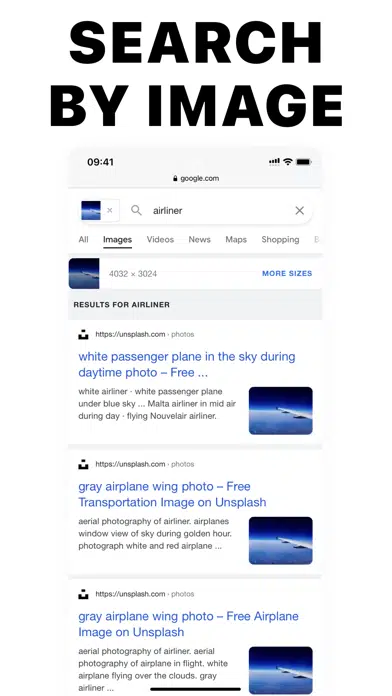 SEARCH
BY IMAGE
09:41
google.com
× airliner ×
All Images Videos News Maps Shopping
4032 × 3024 MORE SIZES
RESULTS FOR AIRLINER
https://unsplash.com › photos
white passenger plane in the sky during
daytime photo – Free ...
white airliner · white passenger plane
under blue sky ... Malta airliner in mid air
during day · flying Nouvelair airliner.
https://unsplash.com › photos
gray airplane wing photo – Free
Transportation Image on Unsplash
aerial photography of airliner. airplanes
window view of sky during golden hour.
photograph white and red airplane ...
https://unsplash.com › photos
gray airplane wing photo – Free Airplane
Image on Unsplash
aerial photography of airliner. aerial
photography of airplane in flight. white
airplane flying over the clouds. gray
airliner ...